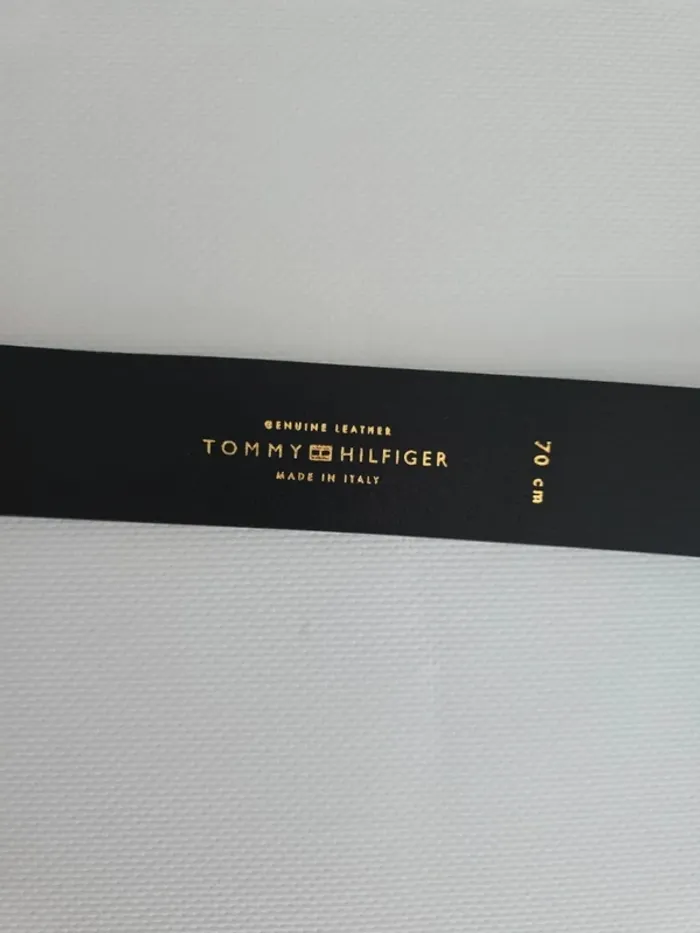 GENUINE LEATHER
TOMMY HILFIGER
MADE IN ITALY
70 cm